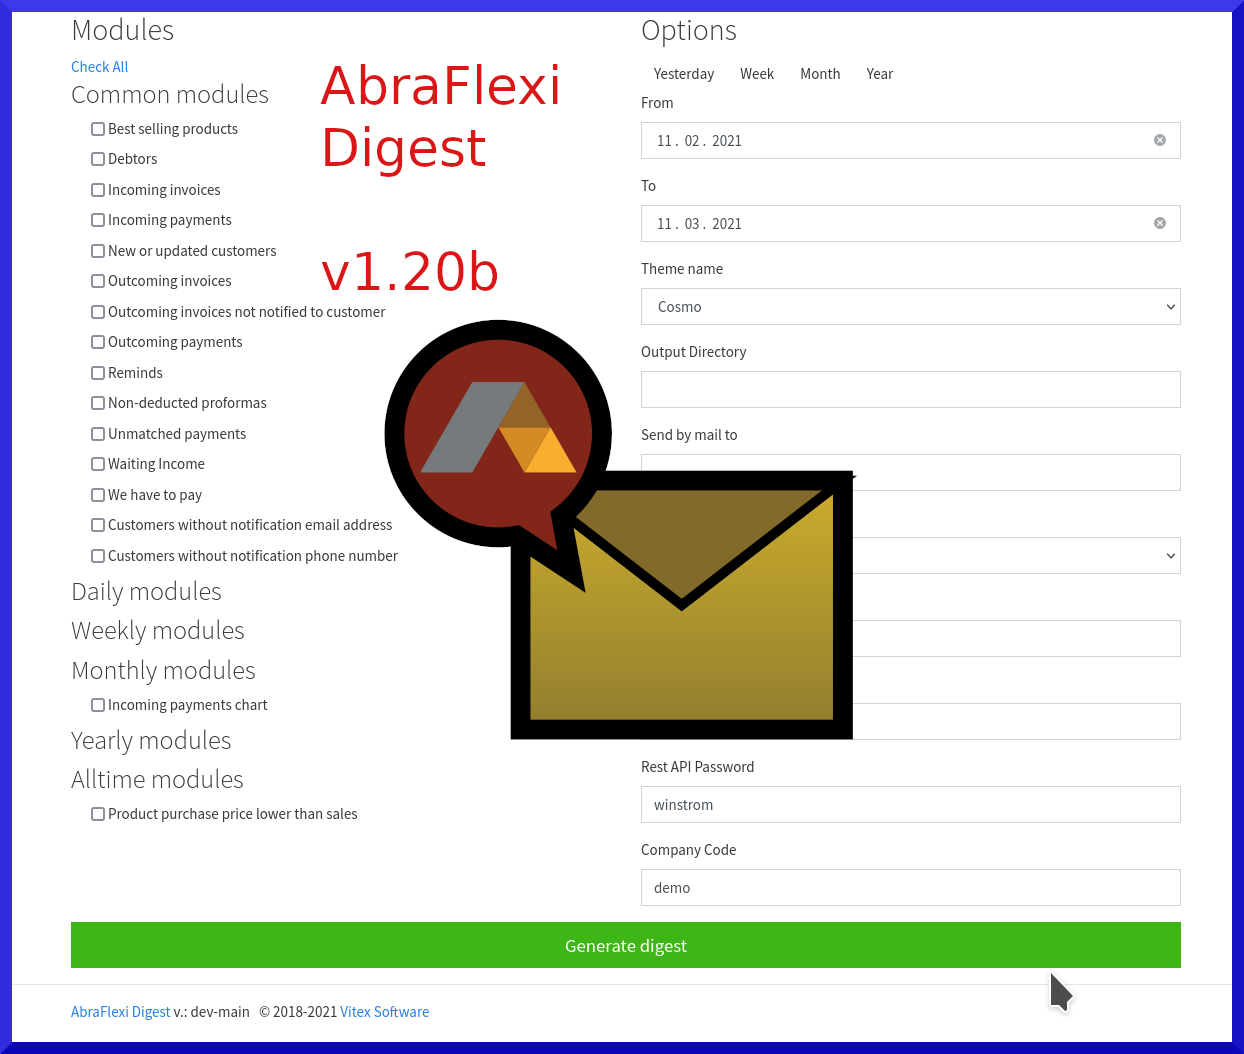 Modules
Check All
Common modules
Best selling products
Debtors
Incoming invoices
Incoming payments
New or updated customers
Outcoming invoices
Outcoming invoices not notified to customer
Outcoming payments
Reminds
Non-deducted proformas
Unmatched payments
Waiting Income
We have to pay
Customers without notification email address
Customers without notification phone number
Daily modules
Weekly modules
Monthly modules
Incoming payments chart
Yearly modules
Alltime modules
Product purchase price lower than sales
AbraFlexi
Digest
v1.20b
Options
Yesterday Week Month Year
From
11. 02. 2021
To
11. 03. 2021
Theme name
Cosmo
Output Directory
Send by mail to
Rest API Password
winstrom
Company Code
demo
Generate digest
AbraFlexi Digest v.: dev-main © 2018-2021 Vitex Software